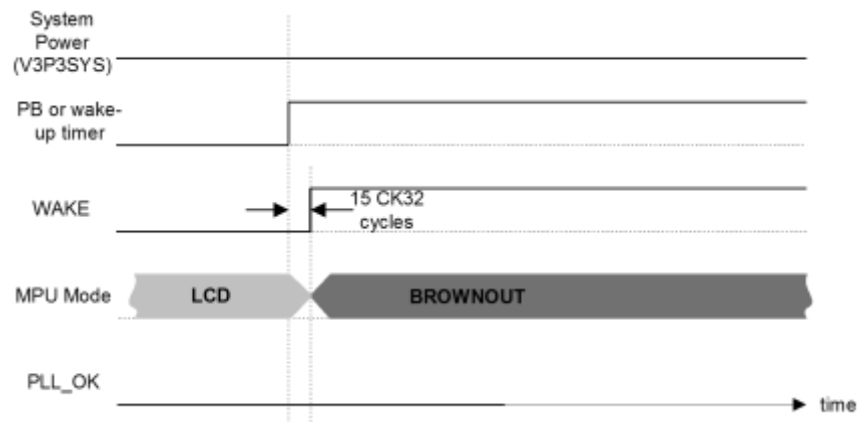 System
Power
(V3P3SYS)
PB or wake-
up timer
WAKE
15 CK32
cycles
MPU Mode
LCD
BROWNOUT
PLL_OK
time